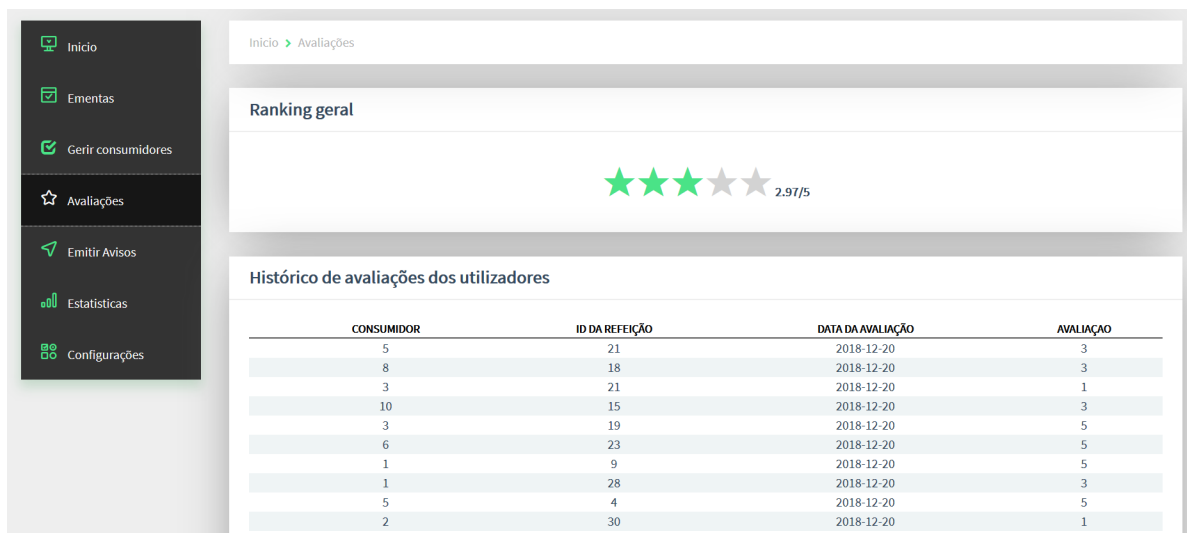 Inicio
Ementas
Gerir consumidores
Avaliações
Emitir Avisos
Estatisticas
Configurações
Inicio > Avaliações
Ranking geral
2.97/5
Histórico de avaliações dos utilizadores
CONSUMIDOR ID DA REFEIÇÃO DATA DA AVALIAÇÃO AVALIAÇAO
5 21 2018-12-20 3
8 18 2018-12-20 3
3 21 2018-12-20 1
10 15 2018-12-20 3
3 19 2018-12-20 5
6 23 2018-12-20 5
1 9 2018-12-20 5
1 28 2018-12-20 3
5 4 2018-12-20 5
2 30 2018-12-20 1